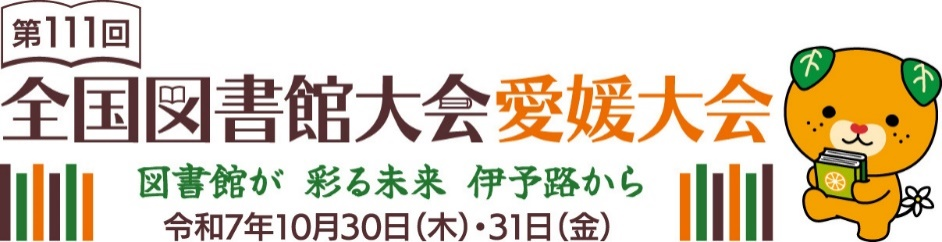 第111回
全国図書館大会愛媛大会
図書館が 彩る未来 伊予路から
令和7年10月30日(木)・31日(金)